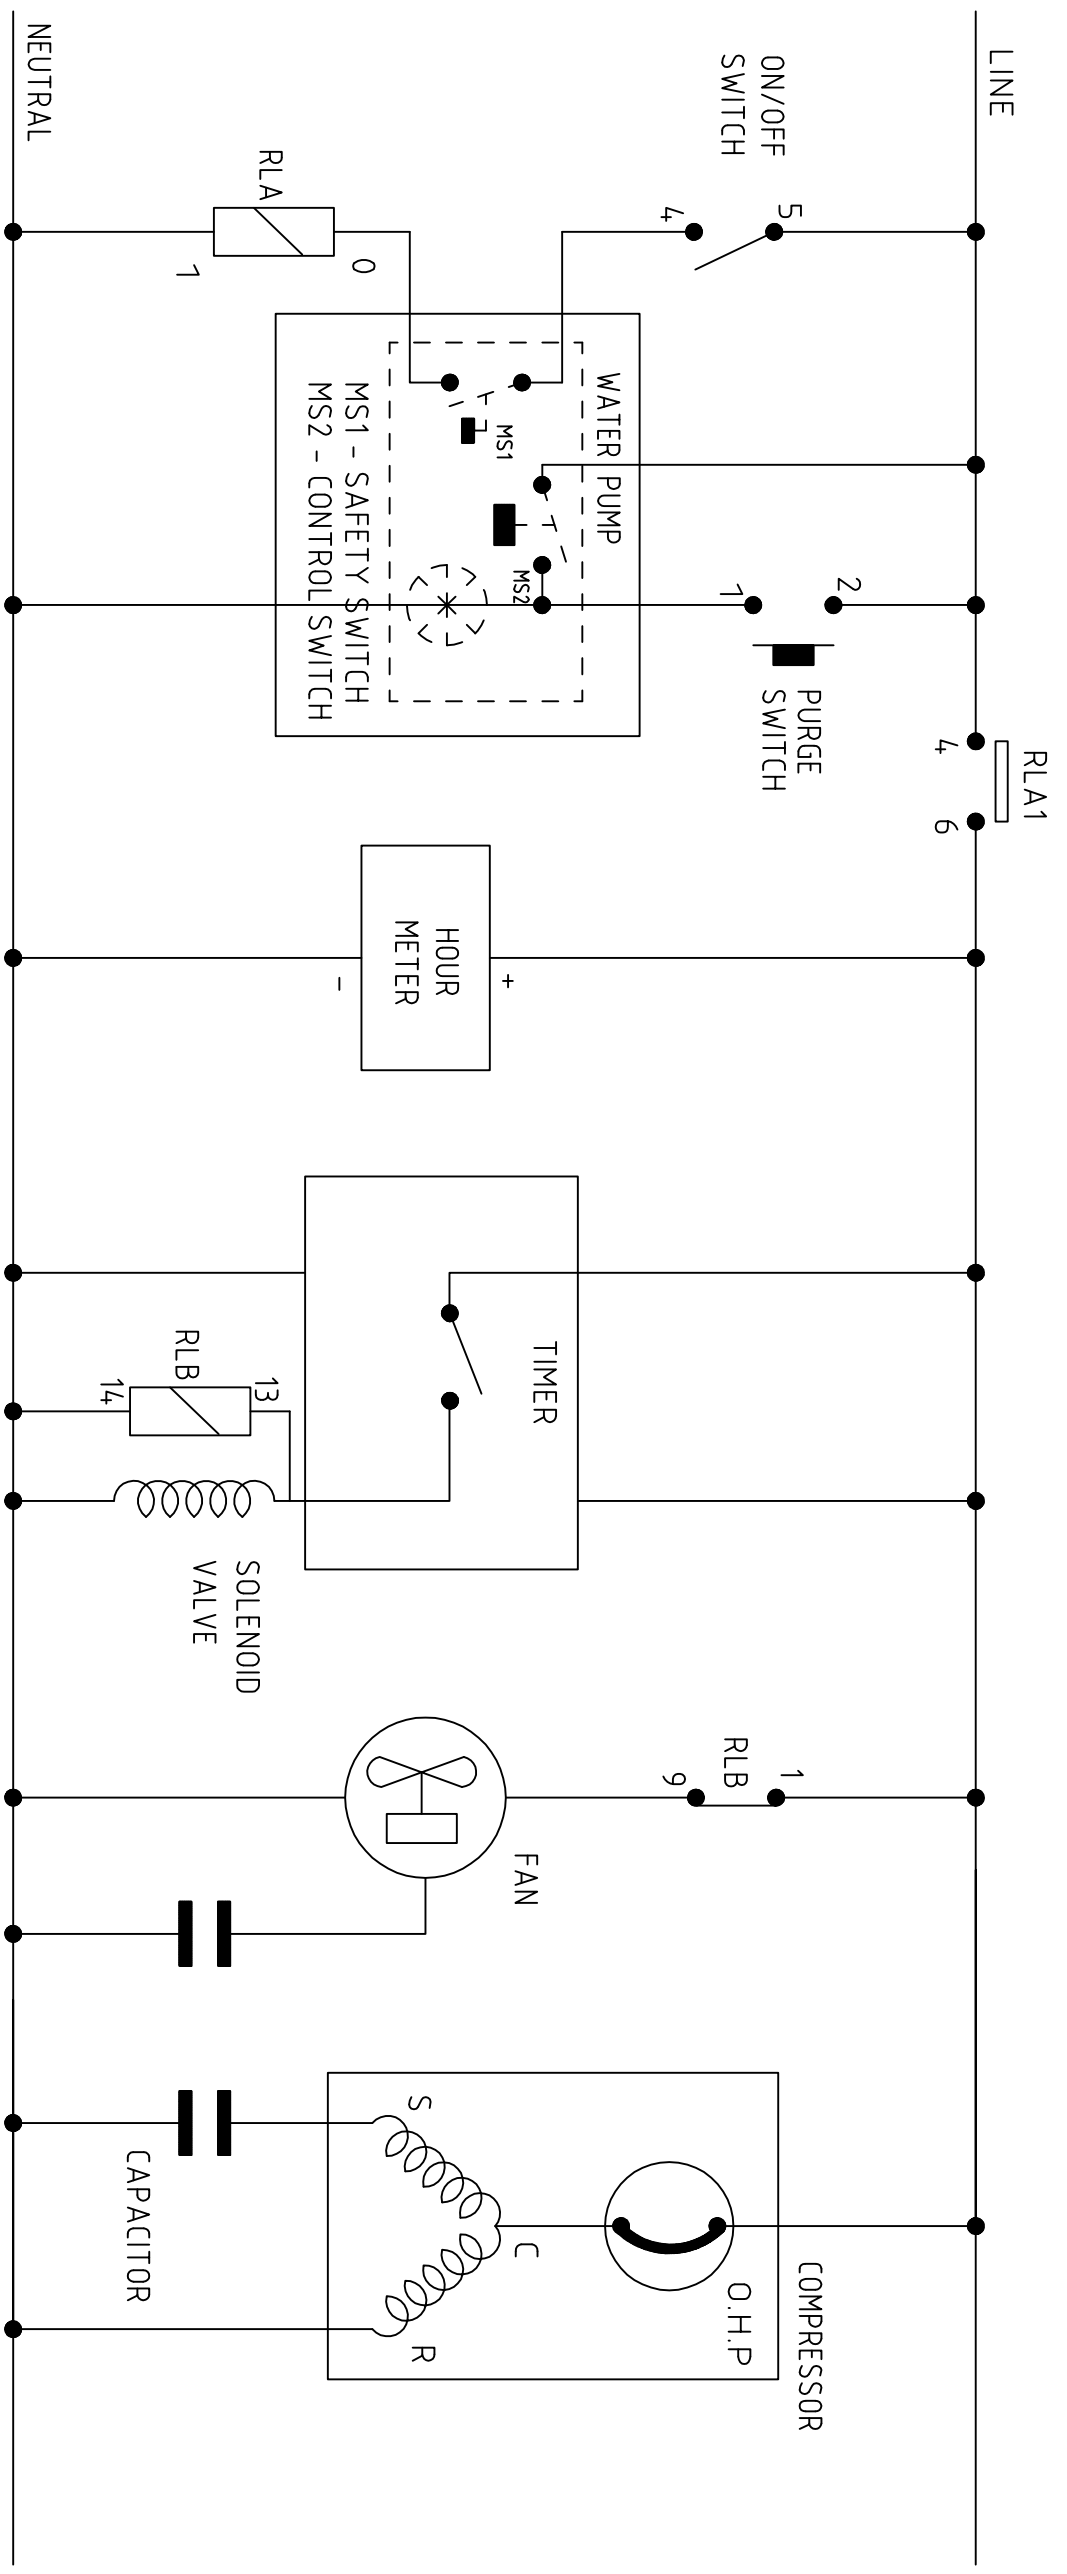 LINE
RLA1
4
6
ON/OFF
SWITCH
5
4
2
1
PURGE
SWITCH
WATER PUMP
MS1
MS2
MS1 - SAFETY SWITCH
MS2 - CONTROL SWITCH
RLA
0
1
HOUR
METER
+
-
TIMER
RLB
13
14
SOLENOID
VALVE
RLB
1
9
FAN
COMPRESSOR
O.H.P
C
S
R
CAPACITOR
NEUTRAL